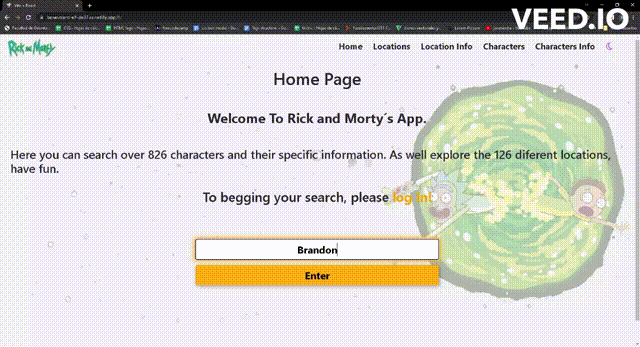 VEED.IO
Rick and Morty
Home Locations Location Info Characters Characters Info
Home Page
Welcome To Rick and Morty´s App.
Here you can search over 826 characters and their specific information. As well explore the 126 diferent locations,
have fun.
To begging your search, please log In!
Brandon
Enter